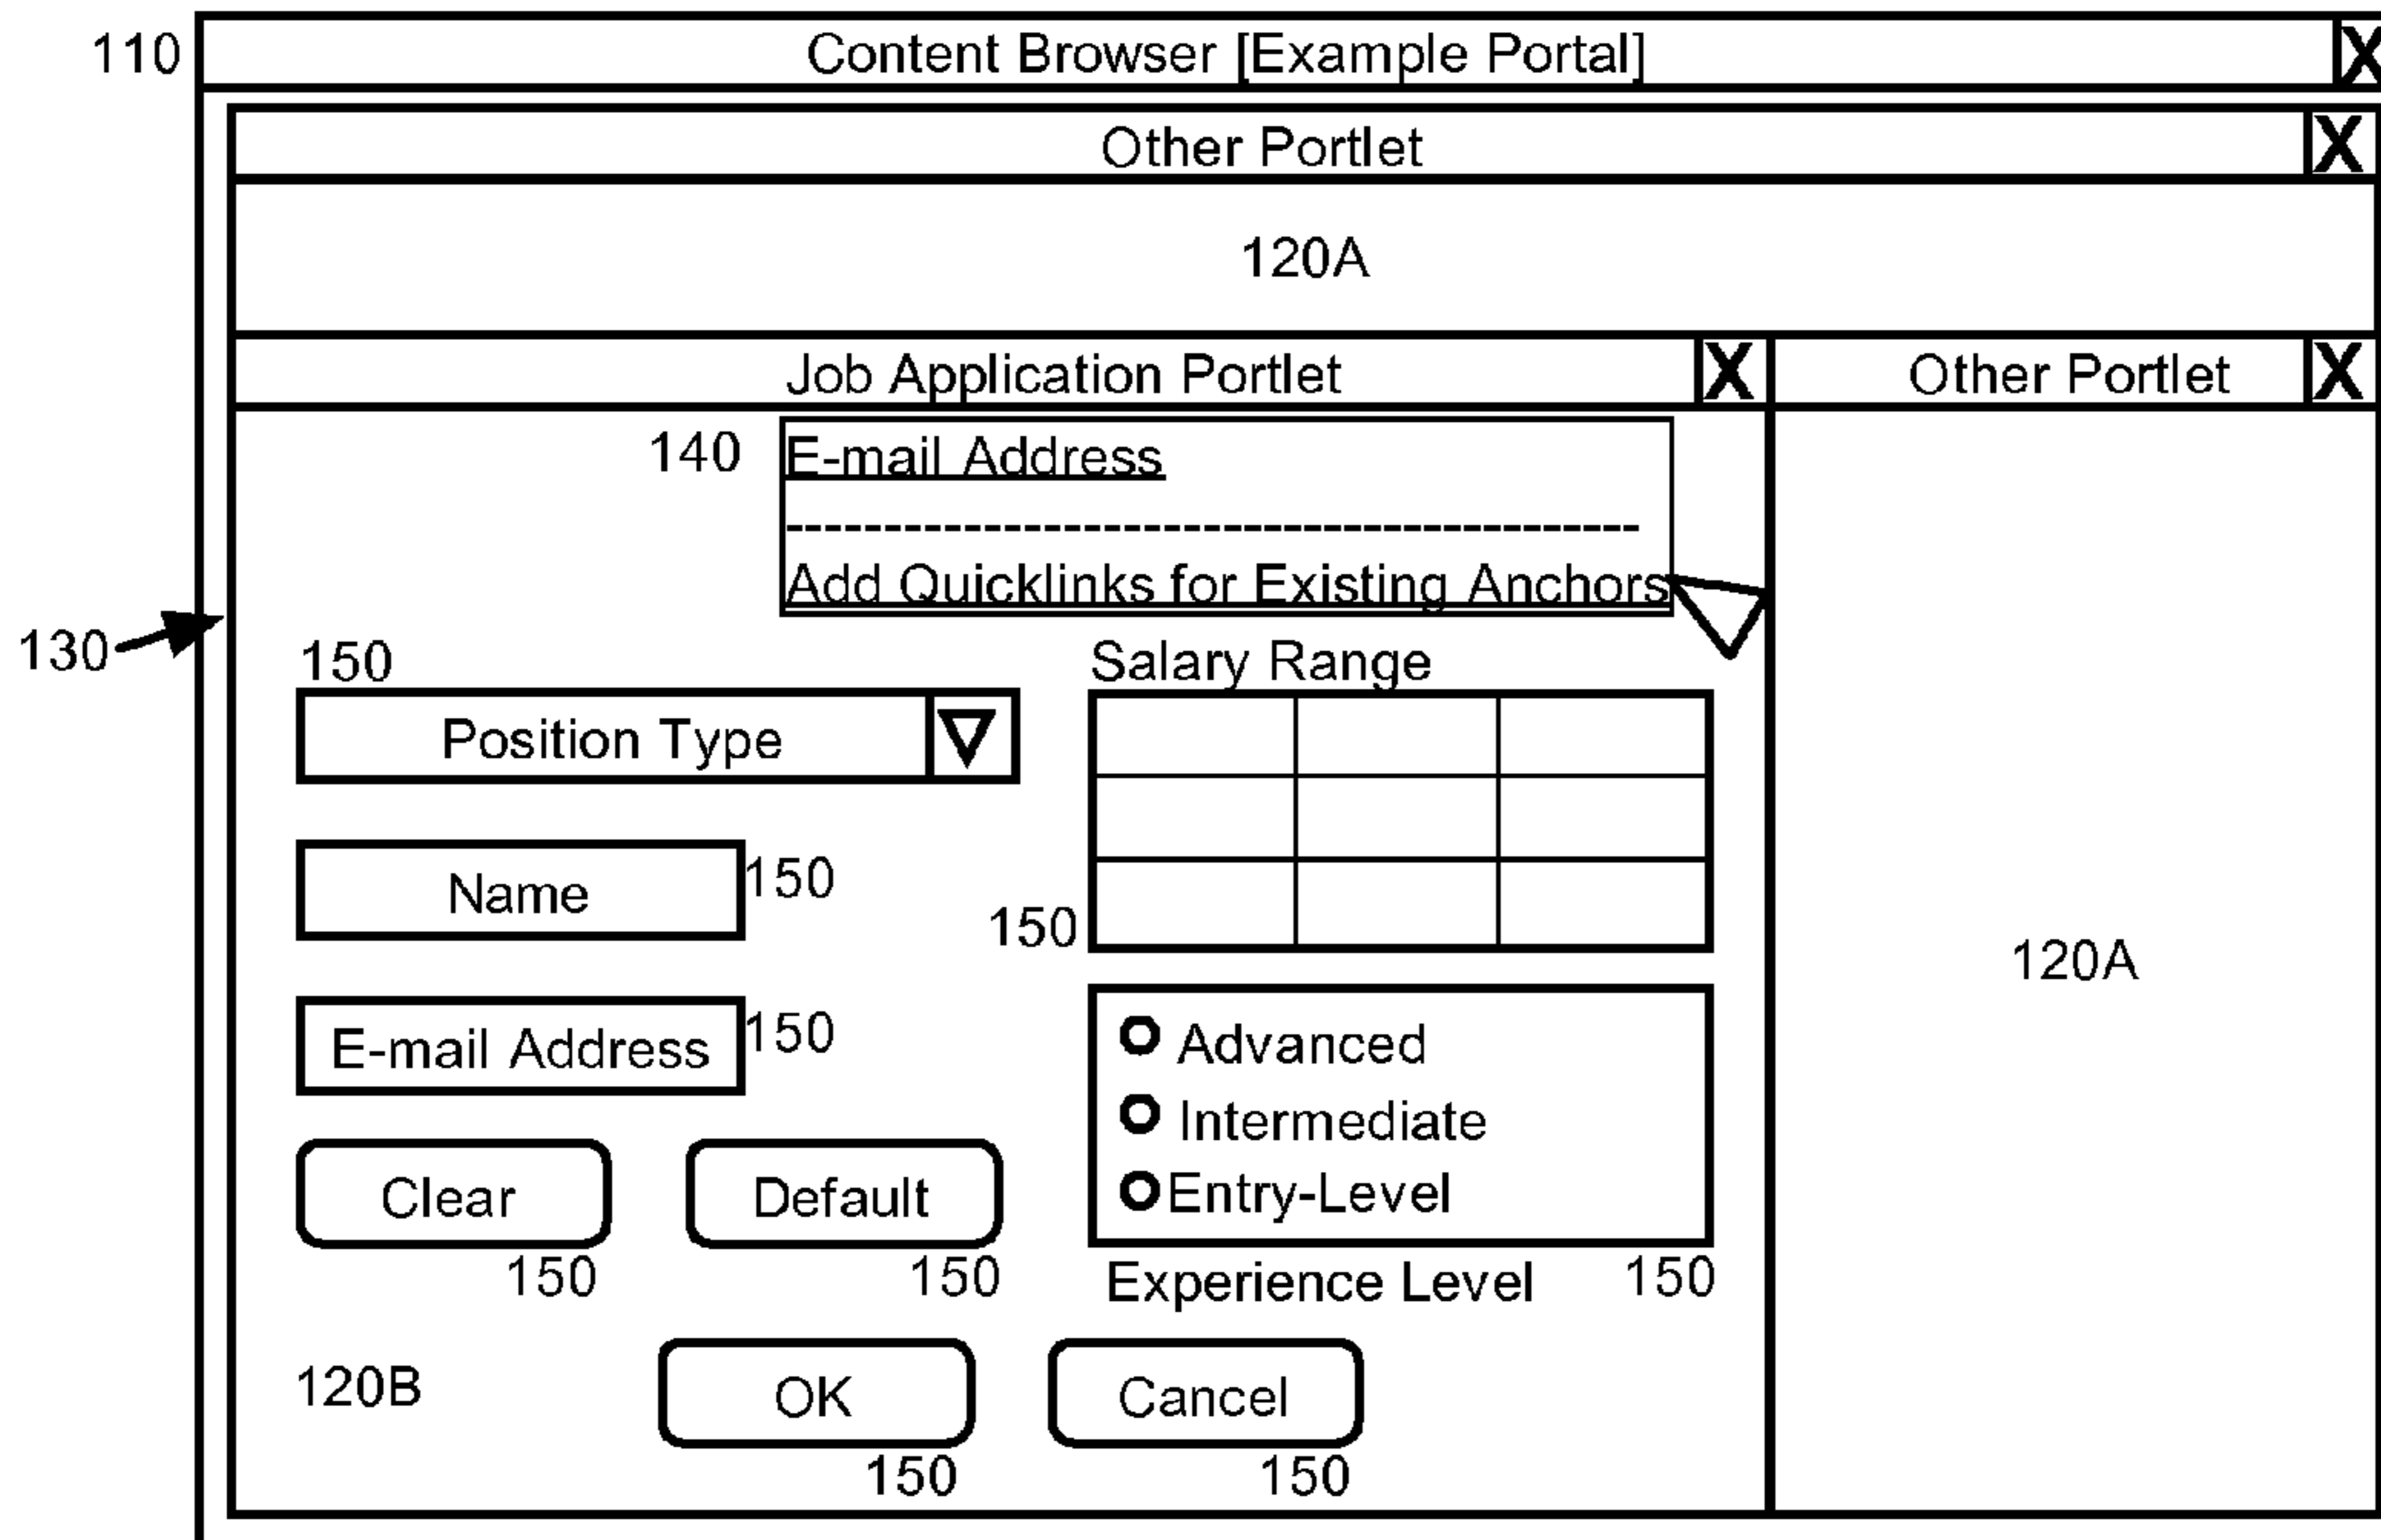 110
Content Browser [Example Portal]
X
Other Portlet
X
120A
Job Application Portlet
X
Other Portlet
X
140
E-mail Address
-----------------------------------------------
Add Quicklinks for Existing Anchors
130
150
Salary Range
Position Type
Name
150
150
120A
E-mail Address
150
Advanced
Intermediate
Entry-Level
Clear
Default
150
150
Experience Level
150
120B
OK
Cancel
150
150